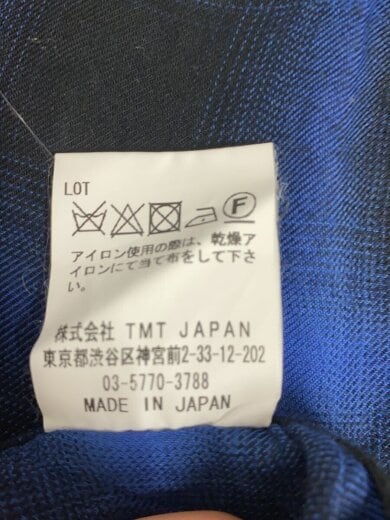 LOT
F
アイロン使用の際は、乾燥ア
イロンにて当て布をして下さ
い。
株式会社 TMT JAPAN
東京都渋谷区神宮前2-33-12-202
03-5770-3788
MADE IN JAPAN